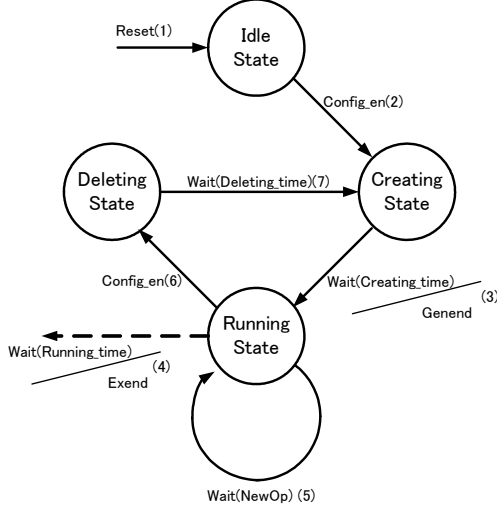 Reset(1)
Idle
State
Config_en(2)
Deleting
State
Wait(Deleting_time)(7)
Creating
State
Config_en(6)
Wait(Creating_time)
(3)
Genend
Running
State
Wait(Running_time)
(4)
Exend
Wait(NewOp) (5)